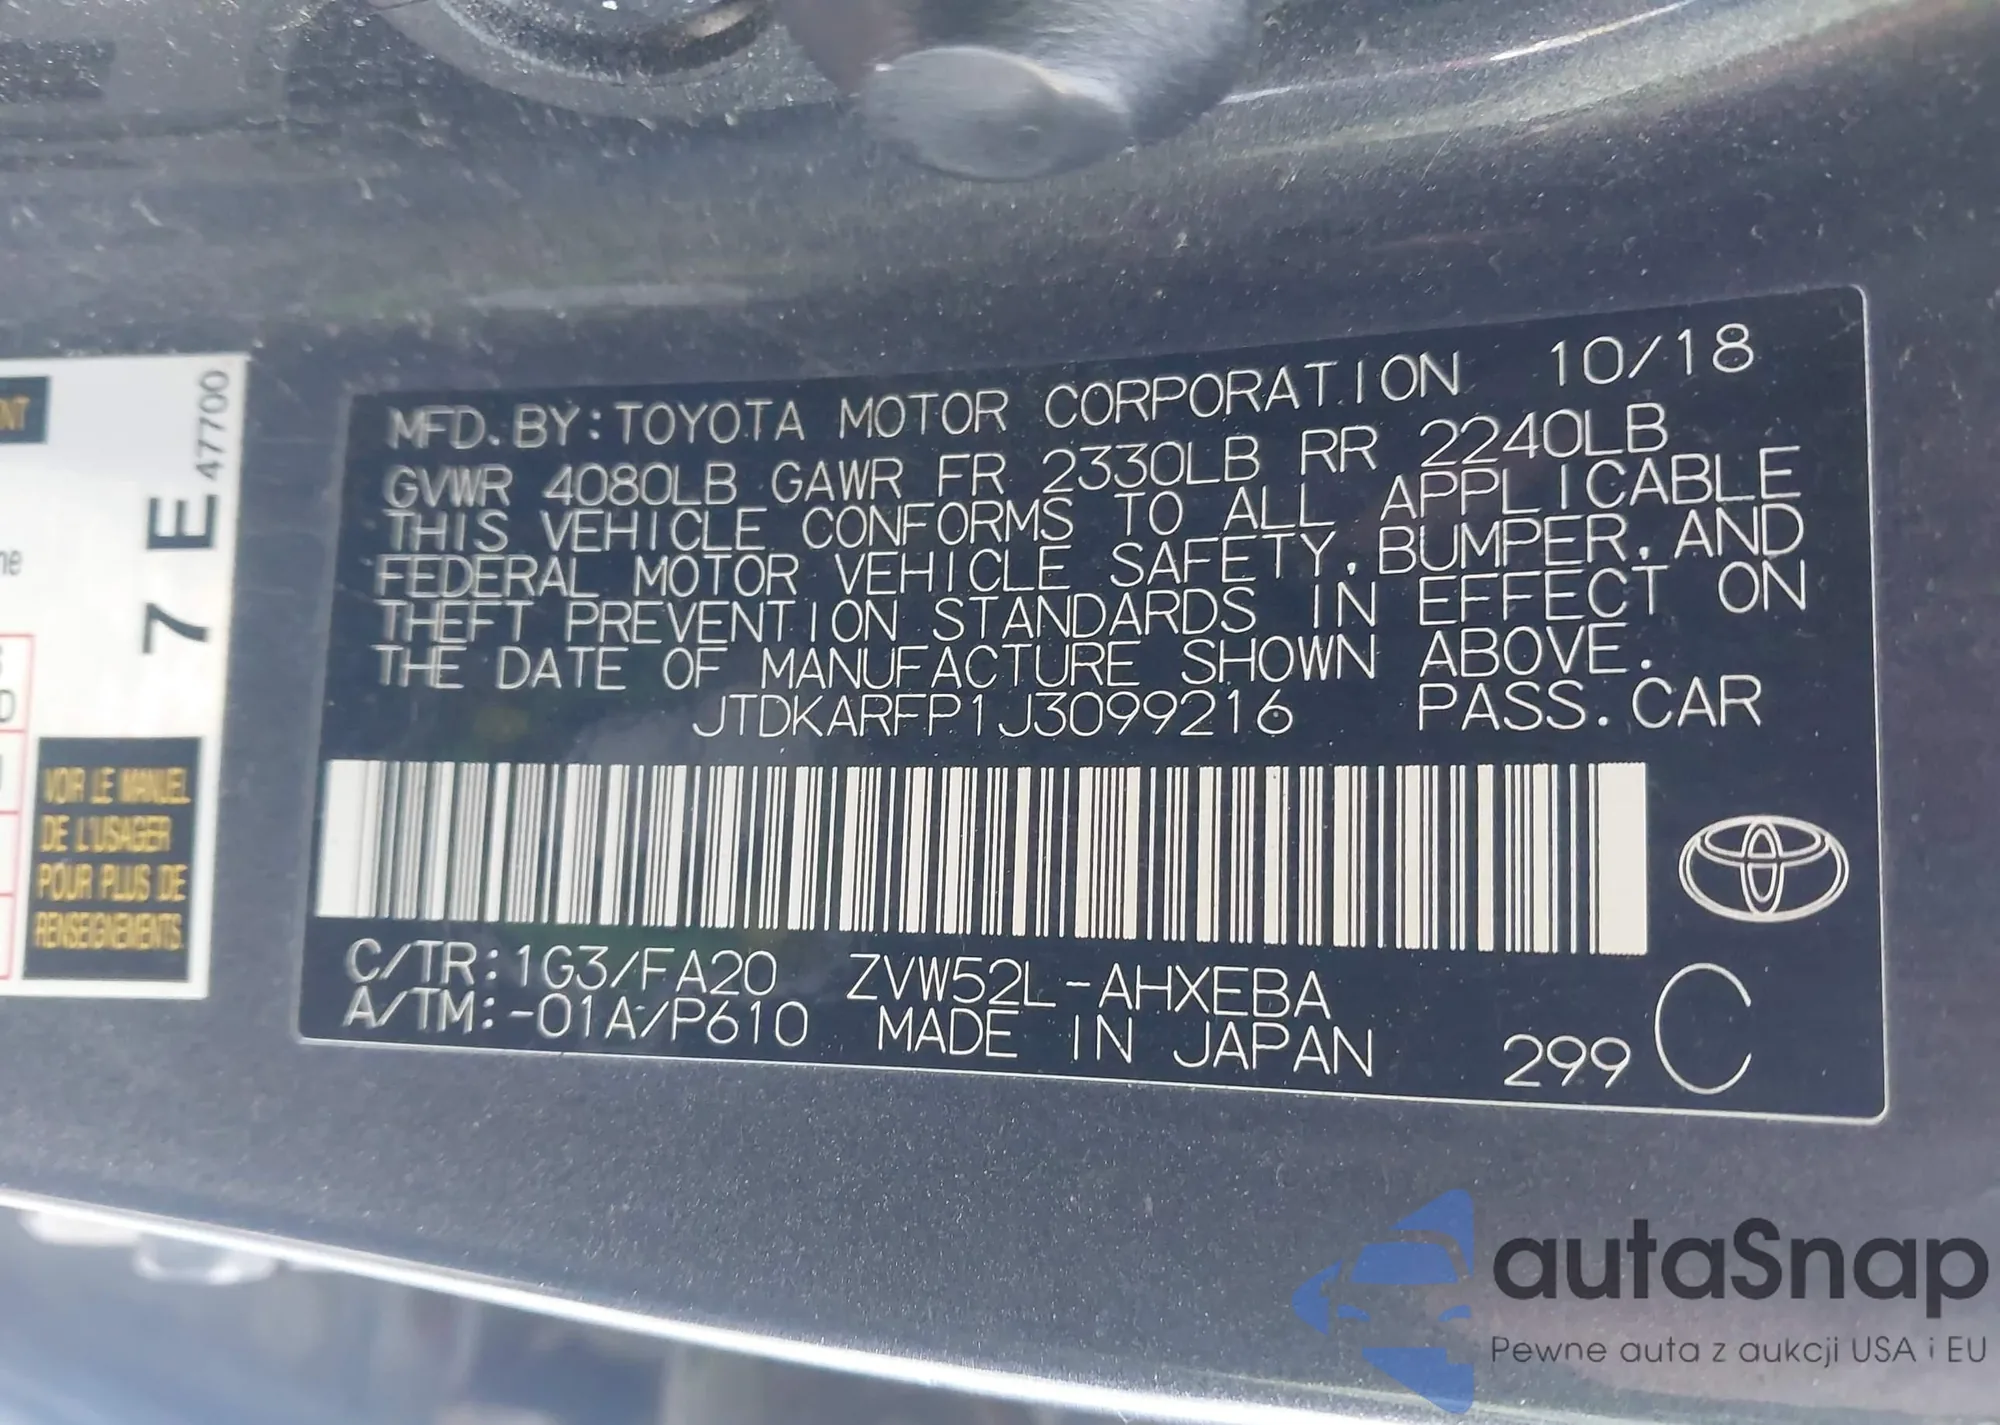 MFD. BY: TOYOTA MOTOR CORPORATION 10/18
GVWR 4080LB GAWR FR 2330LB RR 2240LB
THIS VEHICLE CONFORMS TO ALL APPLICABLE
FEDERAL MOTOR VEHICLE SAFETY, BUMPER, AND
THEFT PREVENTION STANDARDS IN EFFECT ON
THE DATE OF MANUFACTURE SHOWN ABOVE.
JTDKARFP1J3099216 PASS. CAR
C/TR: 1G3/FA20 ZVW52L-AHXEBA
A/TM: -01A/P610 MADE IN JAPAN 299 C
7 E 47700
VOIR LE MANUEL
DE L'USAGER
POUR PLUS DE
RENSEIGNEMENTS.
autaSnap
Pewne auta z aukcji USA i EU